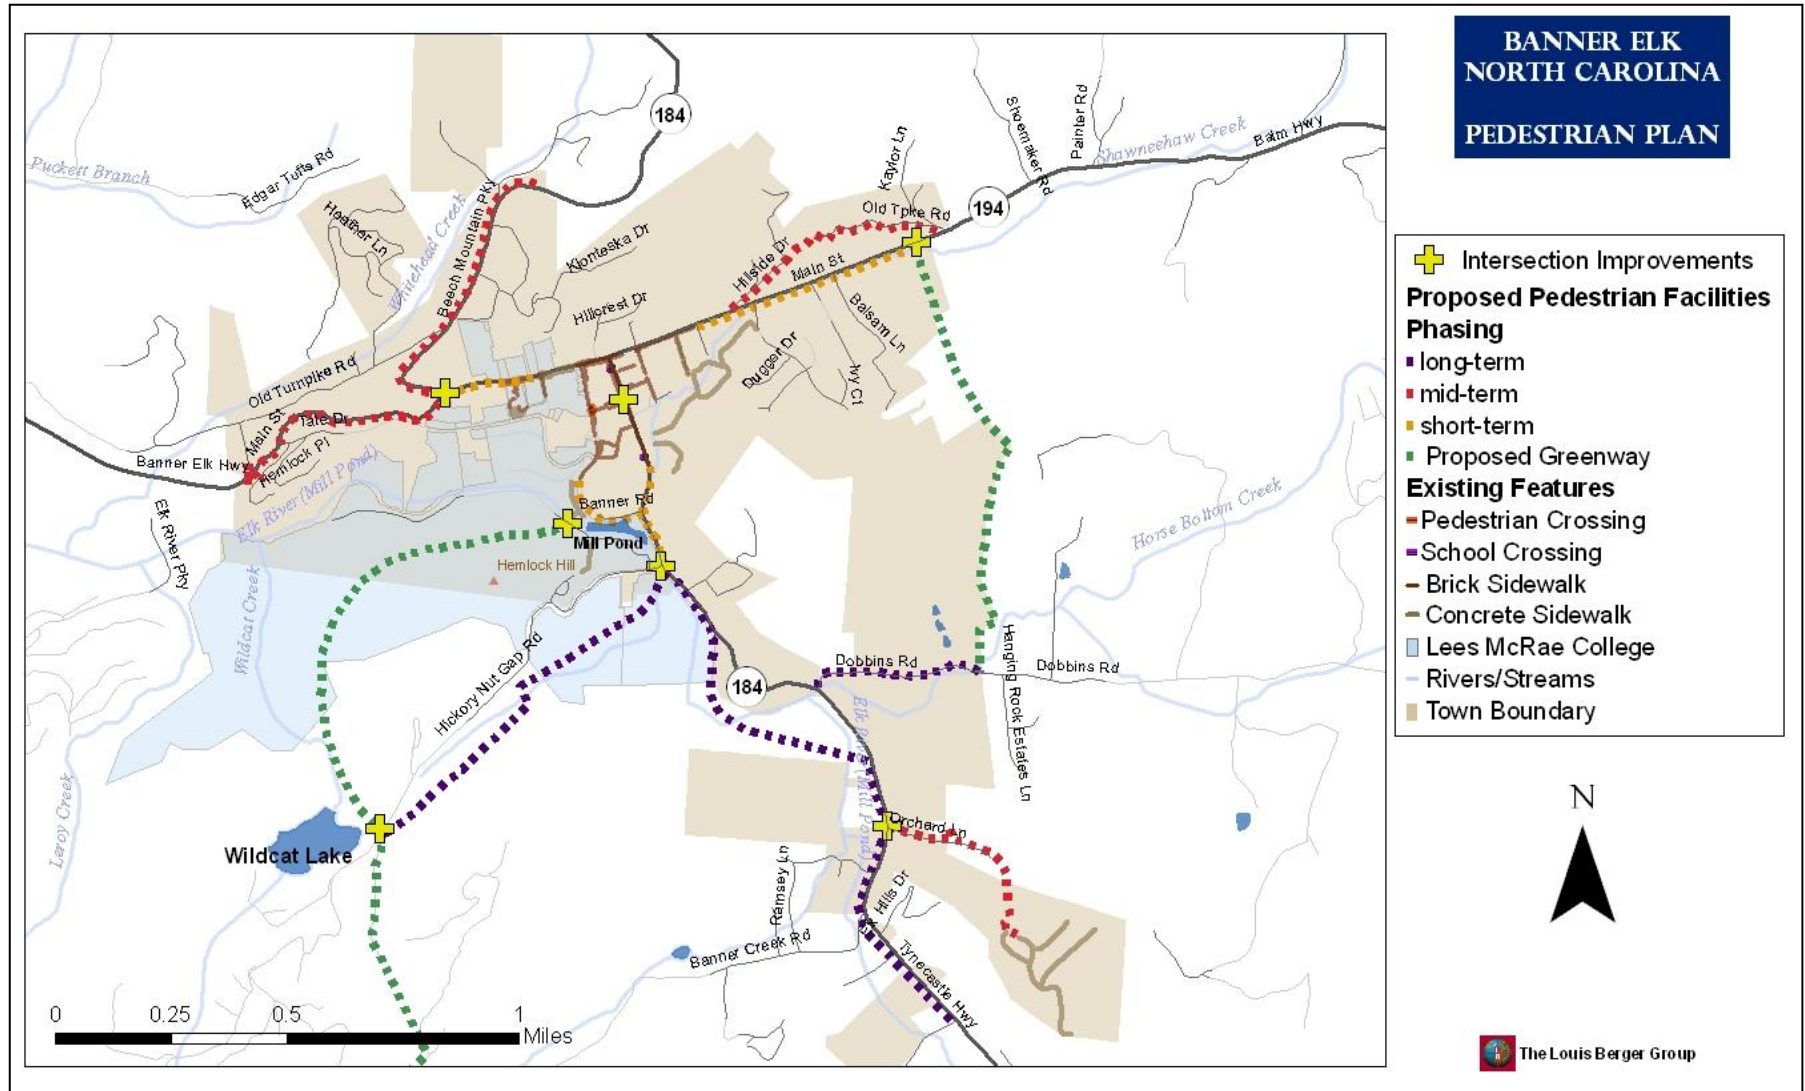 BANNER ELK
NORTH CAROLINA
PEDESTRIAN PLAN
184
Puckett Branch
Edgar Tufts Rd
Heather Ln
Whitehead Creek
Beech Mountain Pky
Klonteska Dr
Hillcrest Dr
Kaylor Ln
Shoemaker Rd
Painter Rd
Shawneehaw Creek
Balm Hwy
194
Old Tpke Rd
Hillside Dr
Main St
Balsam Ln
Ivy Ct
Dugger Dr
Old Turnpike Rd
Main St
Tate Dr
Hemlock Pl
Banner Elk Hwy
Elk River (Mill Pond)
Elk River Pky
Banner Rd
Mill Pond
Hemlock Hill
Wildcat Creek
Hickory Nut Gap Rd
Horse Bottom Creek
Dobbins Rd
Dobbins Rd
184
Hanging Rock Estates Ln
Elk River (Mill Pond)
Leroy Creek
Wildcat Lake
Orchard Ln
Ramsey Ln
Hills Dr
Banner Creek Rd
Tynecastle Hwy
0 0.25 0.5 1
Miles
Intersection Improvements
Proposed Pedestrian Facilities
Phasing
long-term
mid-term
short-term
Proposed Greenway
Existing Features
Pedestrian Crossing
School Crossing
Brick Sidewalk
Concrete Sidewalk
Lees McRae College
Rivers/Streams
Town Boundary
N
The Louis Berger Group